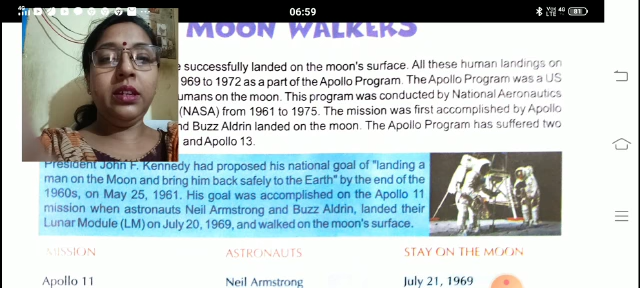 06:59
81
MOON WALKERS
successfully landed on the moon's surface. All these human landings on
969 to 1972 as a part of the Apollo Program. The Apollo Program was a US
umans on the moon. This program was conducted by National Aeronautics
(NASA) from 1961 to 1975. The mission was first accomplished by Apollo
nd Buzz Aldrin landed on the moon. The Apollo Program has suffered two
and Apollo 13.
President John F. Kennedy had proposed his national goal of "landing a
man on the Moon and bring him back safely to the Earth" by the end of the
1960s, on May 25, 1961. His goal was accomplished on the Apollo 11
mission when astronauts Neil Armstrong and Buzz Aldrin, landed their
Lunar Module (LM) on July 20, 1969, and walked on the moon's surface.
MISSION ASTRONAUTS STAY ON THE MOON
Apollo 11 Neil Armstrong July 21, 1969